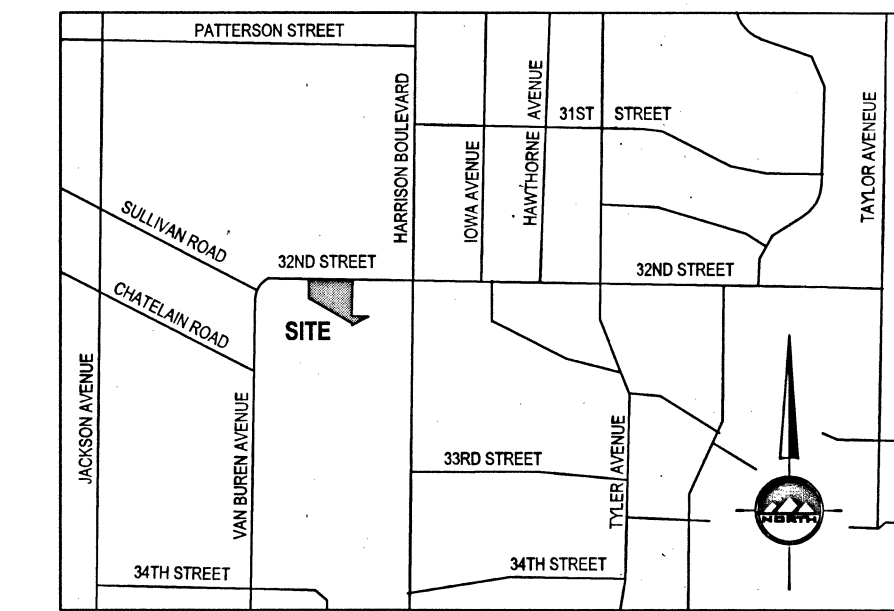 PATTERSON STREET
HARRISON BOULEVARD
IOWA AVENUE
HAWTHORNE AVENUE
31ST STREET
TAYLOR AVENEUE
SULLIVAN ROAD
32ND STREET
32ND STREET
CHATELAIN ROAD
SITE
JACKSON AVENUE
VAN BUREN AVENUE
33RD STREET
TYLER AVENUE
NORTH
34TH STREET
34TH STREET